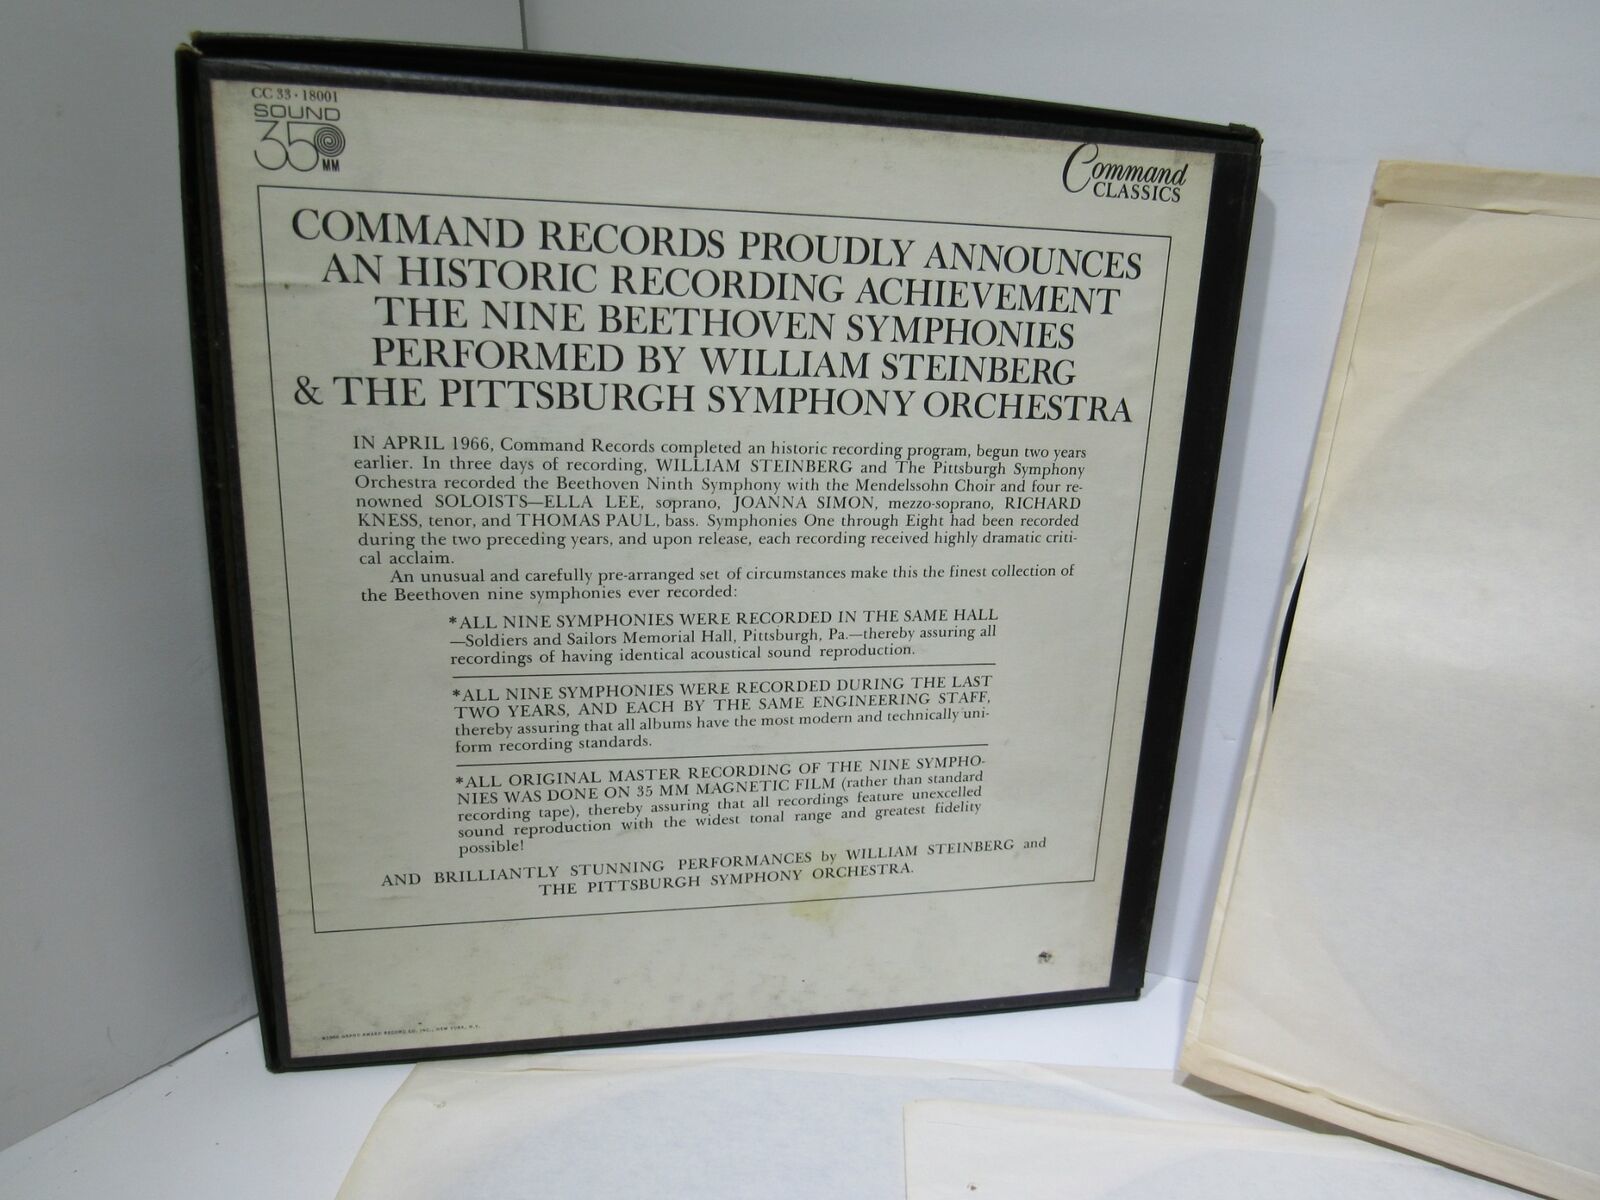 CC 33 · 18001
SOUND
35
MM
Command
CLASSICS
COMMAND RECORDS PROUDLY ANNOUNCES
AN HISTORIC RECORDING ACHIEVEMENT
THE NINE BEETHOVEN SYMPHONIES
PERFORMED BY WILLIAM STEINBERG
& THE PITTSBURGH SYMPHONY ORCHESTRA
IN APRIL 1966, Command Records completed an historic recording program, begun two years
earlier. In three days of recording, WILLIAM STEINBERG and The Pittsburgh Symphony
Orchestra recorded the Beethoven Ninth Symphony with the Mendelssohn Choir and four re-
nowned SOLOISTS—ELLA LEE, soprano, JOANNA SIMON, mezzo-soprano, RICHARD
KNESS, tenor, and THOMAS PAUL, bass. Symphonies One through Eight had been recorded
during the two preceding years, and upon release, each recording received highly dramatic criti-
cal acclaim.
An unusual and carefully pre-arranged set of circumstances make this the finest collection of
the Beethoven nine symphonies ever recorded:
*ALL NINE SYMPHONIES WERE RECORDED IN THE SAME HALL
—Soldiers and Sailors Memorial Hall, Pittsburgh, Pa.—thereby assuring all
recordings of having identical acoustical sound reproduction.
*ALL NINE SYMPHONIES WERE RECORDED DURING THE LAST
TWO YEARS, AND EACH BY THE SAME ENGINEERING STAFF,
thereby assuring that all albums have the most modern and technically uni-
form recording standards.
*ALL ORIGINAL MASTER RECORDING OF THE NINE SYMPHO-
NIES WAS DONE ON 35 MM MAGNETIC FILM (rather than standard
recording tape), thereby assuring that all recordings feature unexcelled
sound reproduction with the widest tonal range and greatest fidelity
possible!
AND BRILLIANTLY STUNNING PERFORMANCES by WILLIAM STEINBERG and
THE PITTSBURGH SYMPHONY ORCHESTRA.
©1966 GRAND AWARD RECORD CO., INC., NEW YORK, N.Y.